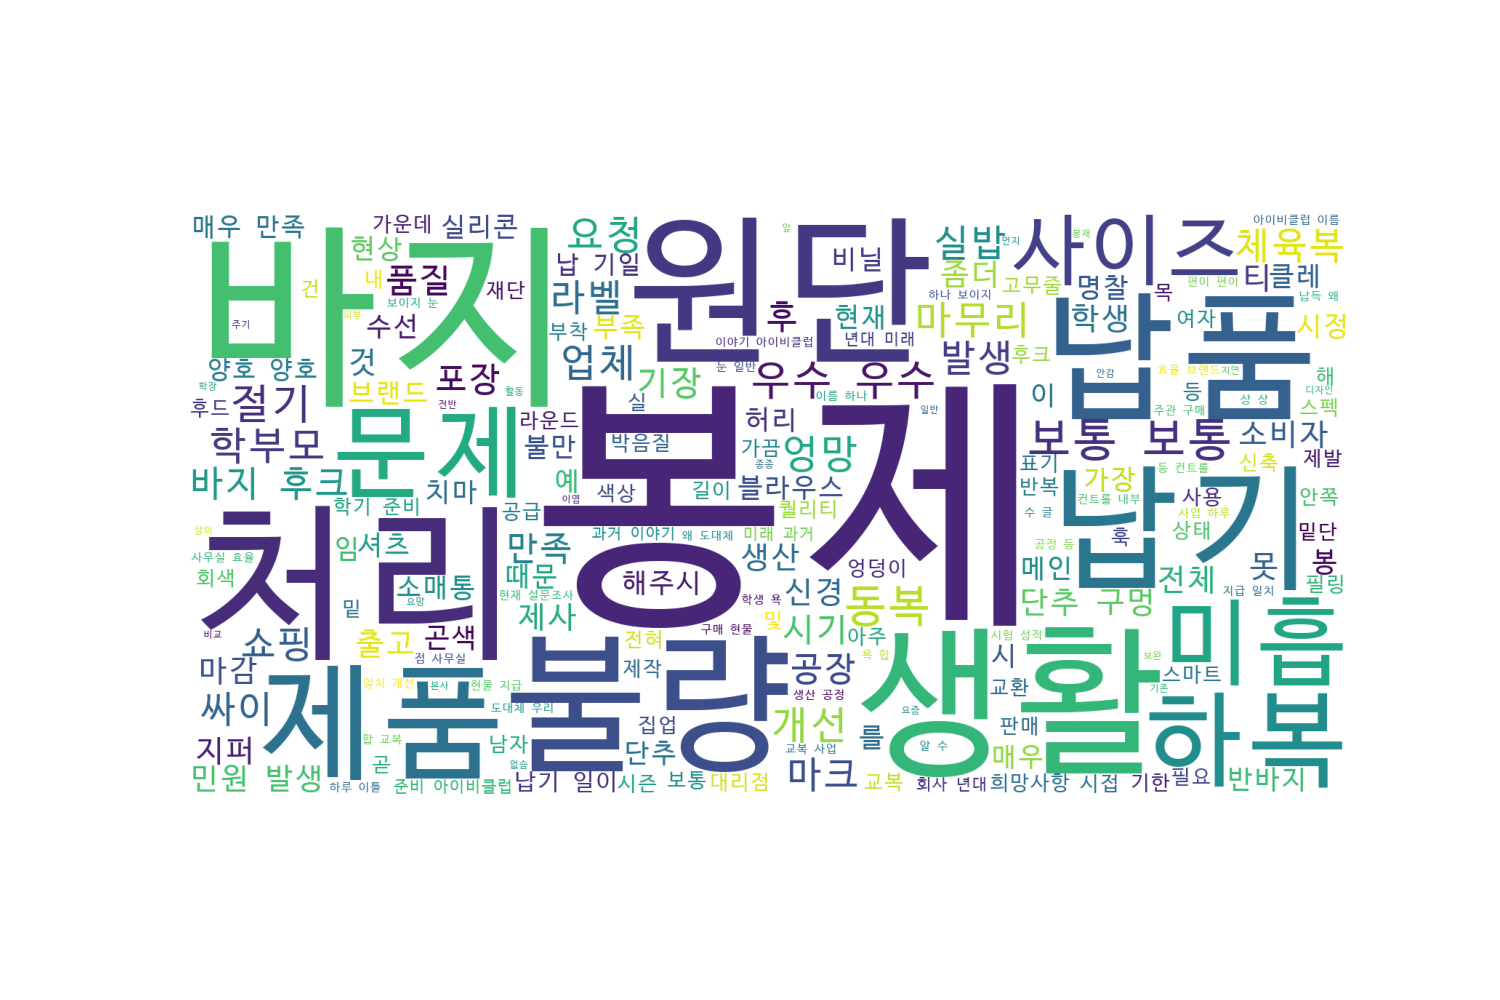 매우 만족
가운데
실리콘
요청
원단
암
비닐
실밥
먼지
사이즈
봉재
아이비클럽 이름
체육복
바지
현상
건
내
품질
보이지 눈
재단
납 기일
라벨
후
하나 보이지
좀더
고무줄
명찰
목
편이 편이
티클레
납득 왜
주기
피부
수선
부착
부족
현재
마무리
학생
납품
여자
시정
양호 양호
것
업체
이야기 아이비클럽
년대 미래
발생
후크
학장
브랜드
포장
활동
기장
눈 일반
우수 우수
안감
효율 브랜드
지연
해
후드
절기
전반
라운드
실
허리
이름 하나
일반
이
주관 구매
등
상 상
디자인
스펙
학부모
문제
불만
박음질
가끔
종종
엉망
보통 보통
소비자
바지 후크
치마
예
색상
길이
블라우스
표기
반복
가장
등 컨트롤
신축
제발
학기 준비
공급
이염
봉제
퀄리티
수 글
컨트롤 내부
사용
사업 하루
안쪽
상의
처리
과거 이야기
왜 도대체
미래 과거
납기
상태
밑단
사무실 효율
임
셔츠
만족
생산
엉덩이
공정 등
훅
회색
소매통
때문
해주시
신경
메인
전체
못
봉
필링
밑
요망
현재 설문조사
제사
학생 욕
동복
단추 구멍
지급 일치
비교
쇼핑
출고
곤색
전혀
구매 현물
및
시기
아주
시험 성적
미흡
마감
점 사무실
제품
불량
제작
공장
생활
욕 합
시
보완
스마트
싸이
일치 개선
본사
현물 지급
생산 공정
교환
기존
하복
도대체 우리
집업
개선
를
요즘
판매
지퍼
합 교복
남자
단추
교복 사업
알 수
매우
민원 발생
곧
없슴
하루 이틀
준비 아이비클럽
납기 일이
시즌
보통
대리점
마크
교복
회사 년대
희망사항
시접
기한
필요
반바지